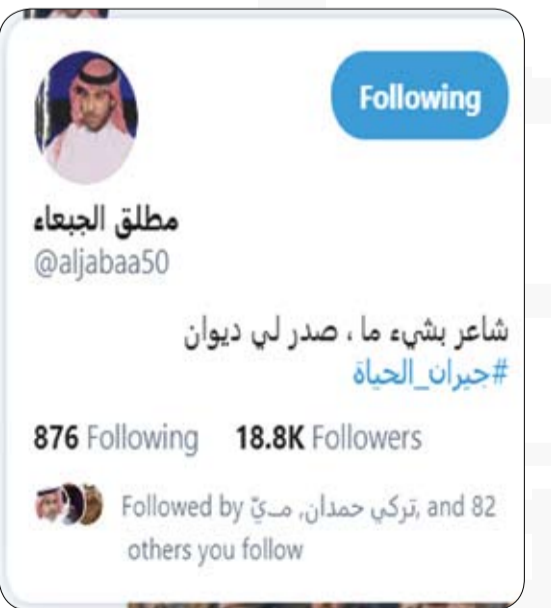 Following
مطلق الجبعاء
@aljabaa50
شاعر بشيء ما ، صدر لي ديوان
#جيران_الحياة
876 Following 18.8K Followers
Followed by تركي حمدان, مـيّ, and 82
others you follow